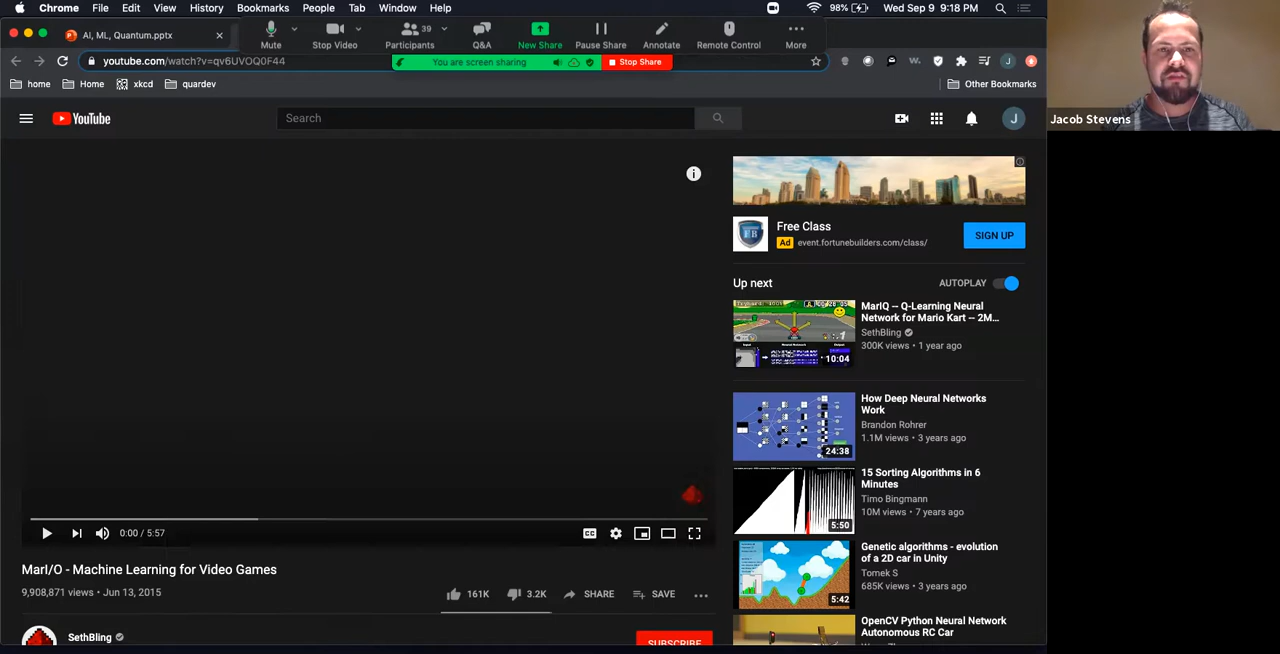 Chrome File Edit View History Bookmarks People Tab Window Help
98% Wed Sep 9 9:18 PM
AI, ML, Quantum.pptx
Mute
Stop Video
39
Participants
Q&A
New Share
Pause Share
Annotate
Remote Control
More
youtube.com/watch?v=qv6UVOQ0F44
You are screen sharing
Stop Share
home
Home
xkcd
quardev
Other Bookmarks
YouTube
Search
J
Jacob Stevens
Free Class
Ad event.fortunebuilders.com/class/
SIGN UP
Up next
AUTOPLAY
MarIQ -- Q-Learning Neural
Network for Mario Kart -- 2M...
SethBling
300K views • 1 year ago
10:04
How Deep Neural Networks
Work
Brandon Rohrer
1.1M views • 3 years ago
24:38
15 Sorting Algorithms in 6
Minutes
Timo Bingmann
10M views • 7 years ago
5:50
Genetic algorithms - evolution
of a 2D car in Unity
Tomek S
685K views • 3 years ago
5:42
OpenCV Python Neural Network
Autonomous RC Car
0:00 / 5:57
MarI/O - Machine Learning for Video Games
9,908,871 views • Jun 13, 2015
161K
3.2K
SHARE
SAVE
SethBling
SUBSCRIBE